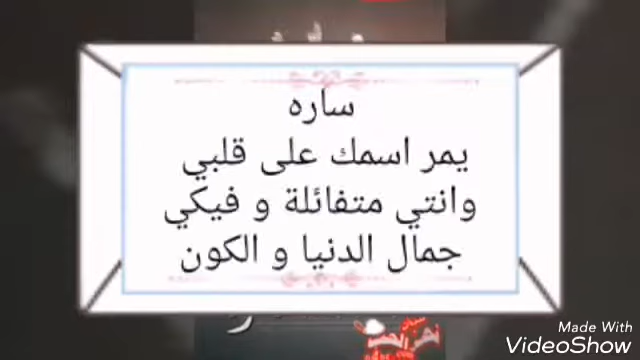 ساره
يمر اسمك على قلبي
وانتي متفائلة و فيكي
جمال الدنيا و الكون
Made With
VideoShow